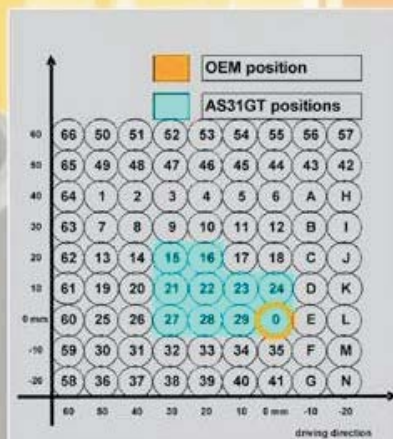 OEM position
AS31GT positions
60 66 50 51 52 53 54 55 56 57
50 65 49 48 47 46 45 44 43 42
40 64 1 2 3 4 5 6 A H
30 63 7 8 9 10 11 12 B I
20 62 13 14 15 16 17 18 C J
10 61 19 20 21 22 23 24 D K
0 mm 60 25 26 27 28 29 0 E L
-10 59 30 31 32 33 34 35 F M
-20 58 36 37 38 39 40 41 G N
60 50 40 30 20 10 0 mm -10 -20
driving direction